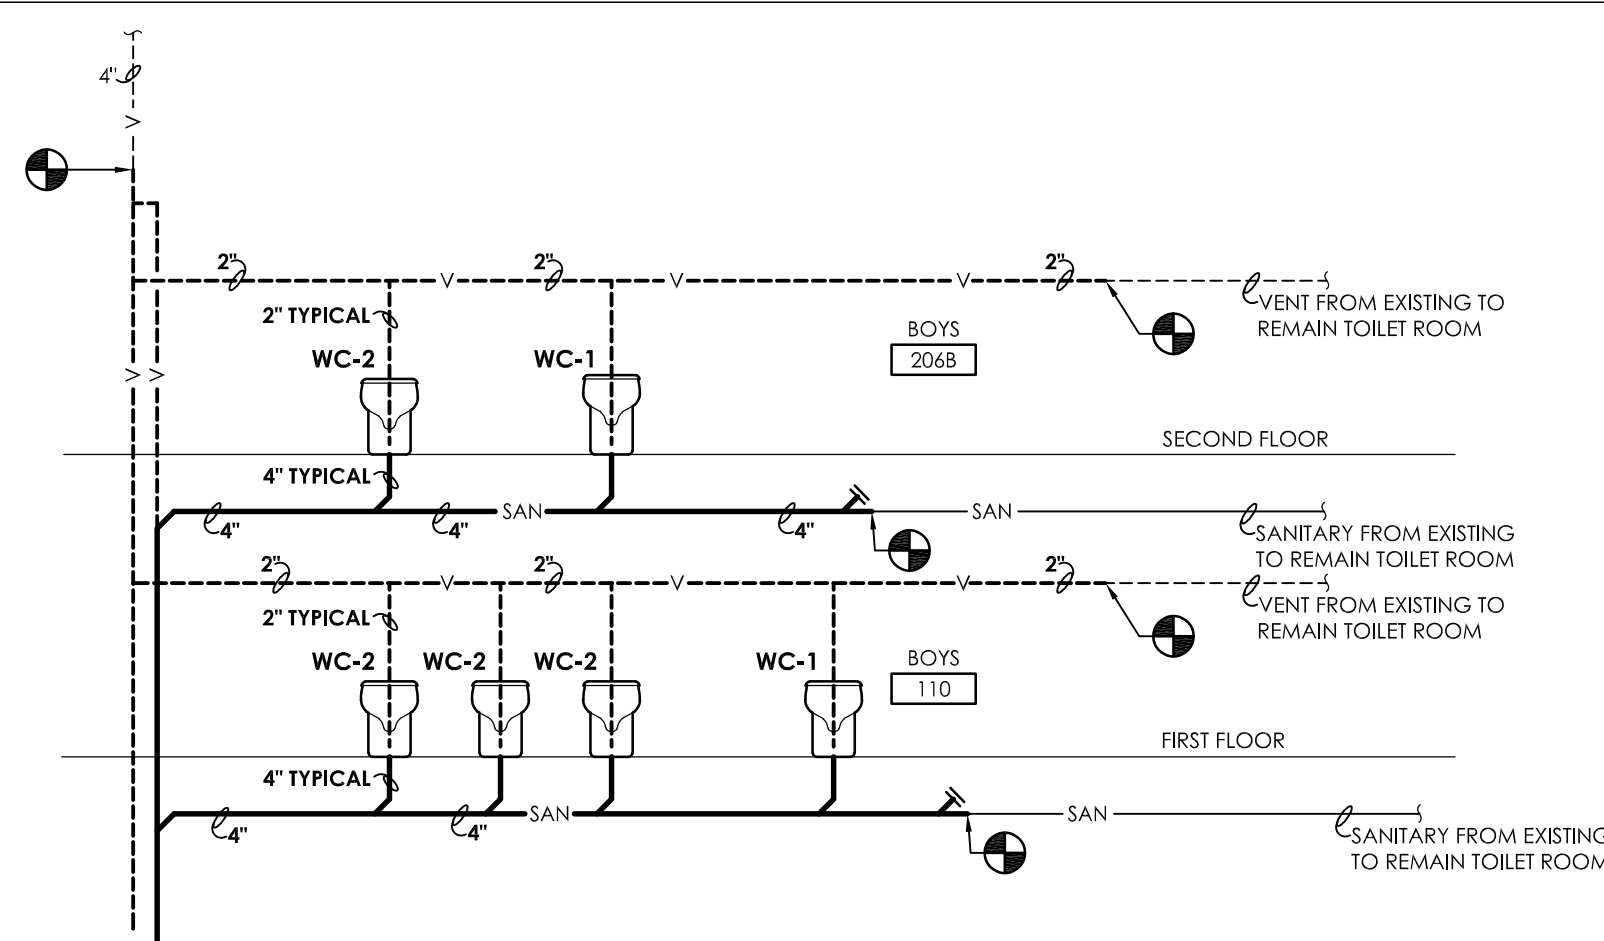 4"
V
2"
V
2"
V
V
2"
VENT FROM EXISTING TO
REMAIN TOILET ROOM
2" TYPICAL
BOYS
206B
WC-2
WC-1
V
V
SECOND FLOOR
4" TYPICAL
4"
4"
SAN
4"
SAN
SANITARY FROM EXISTING
TO REMAIN TOILET ROOM
2"
V
2"
V
V
2"
VENT FROM EXISTING TO
REMAIN TOILET ROOM
2" TYPICAL
BOYS
110
WC-2
WC-2
WC-2
WC-1
FIRST FLOOR
4" TYPICAL
4"
4"
SAN
SAN
SANITARY FROM EXISTING
TO REMAIN TOILET ROOM